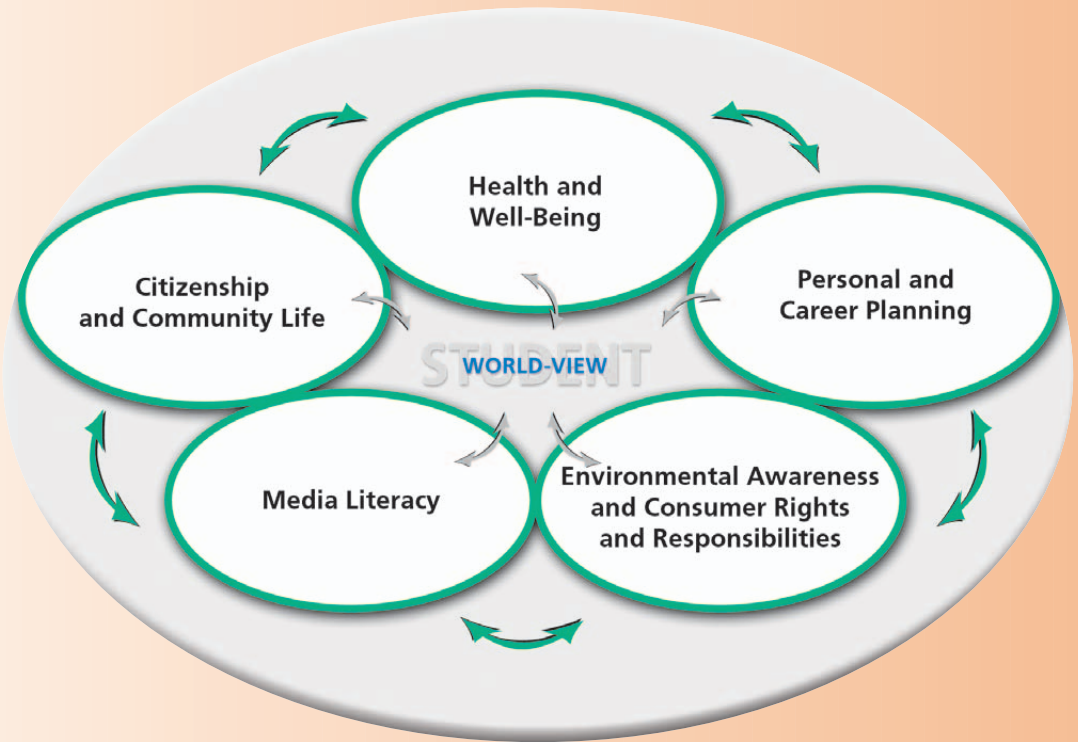 Health and
Well-Being
Citizenship
and Community Life
Personal and
Career Planning
STUDENT
WORLD-VIEW
Media Literacy
Environmental Awareness
and Consumer Rights
and Responsibilities